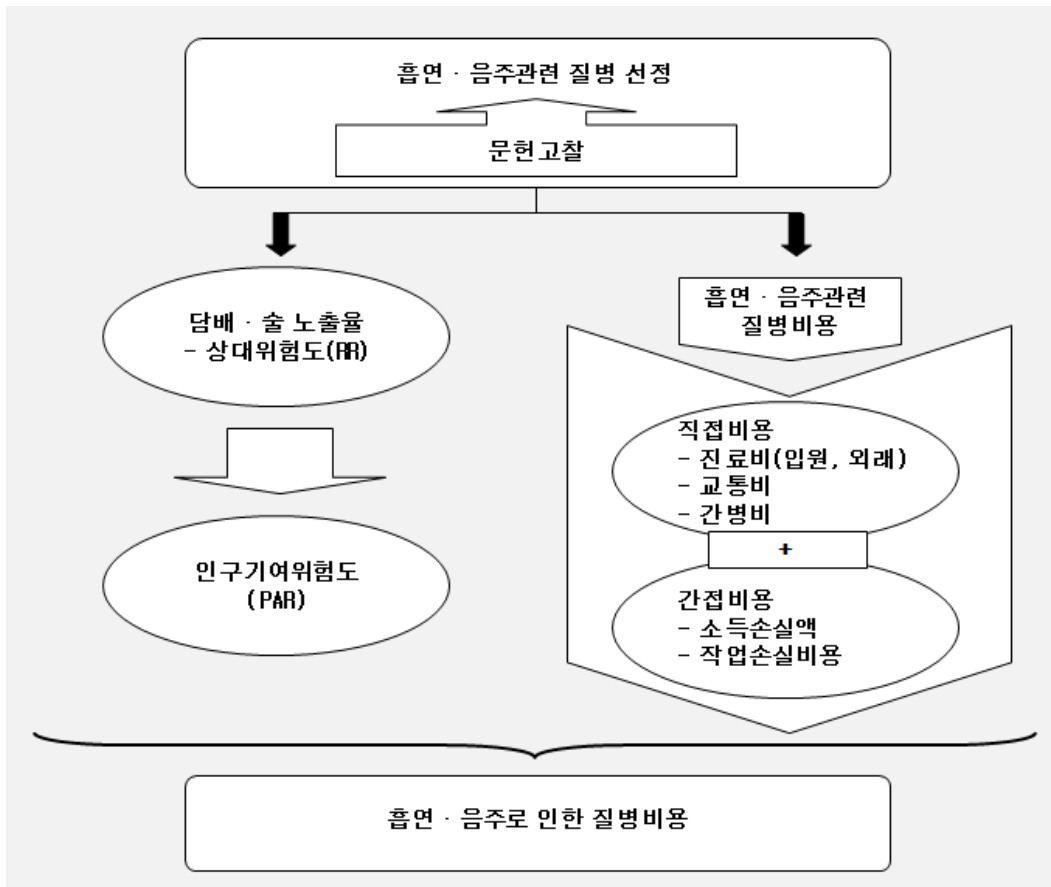 흡연 · 음주관련 질병 선정
문헌고찰
담배 · 술 노출율
- 상대위험도(RR)
인구기여위험도
(PAR)
흡연 · 음주관련
질병비용
직접비용
- 진료비(입원, 외래)
- 교통비
- 간병비
+
간접비용
- 소득손실액
- 작업손실비용
흡연 · 음주로 인한 질병비용